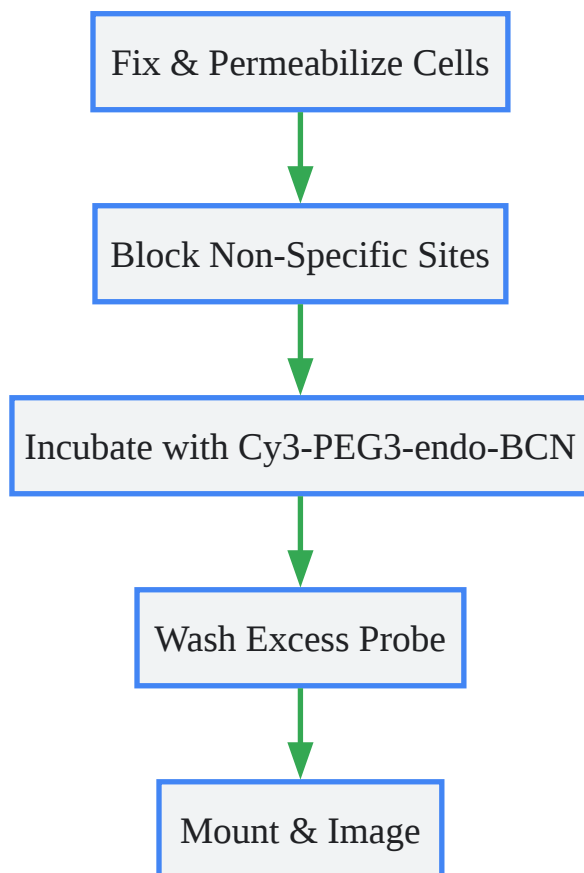 Fix & Permeabilize Cells
Block Non-Specific Sites
Incubate with Cy3-PEG3-endo-BCN
Wash Excess Probe
Mount & Image